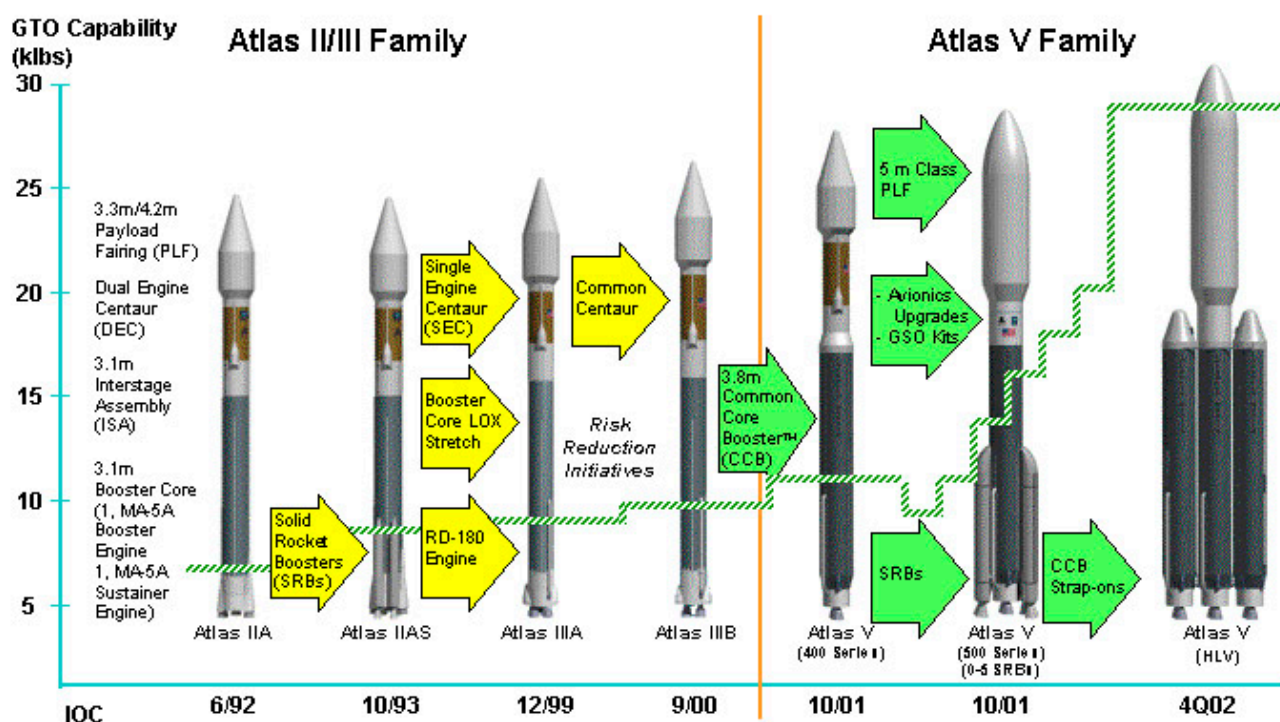 GTO Capability
(klbs)
Atlas II/III Family
Atlas V Family
30
25
20
15
10
5
3.3m/4.2m
Payload
Fairing (PLF)
Dual Engine
Centaur
(DEC)
3.1m
Interstage
Assembly
(ISA)
3.1m
Booster Core
(1, MA-5A
Booster
Engine
1, MA-5A
Sustainer
Engine)
Solid
Rocket
Boosters
(SRBs)
Single
Engine
Centaur
(SEC)
Booster
Core LOX
Stretch
RD-180
Engine
Common
Centaur
Risk
Reduction
Initiatives
3.8m
Common
Core
Booster™
(CCB)
5 m Class
PLF
- Avionics
Upgrades
- GSO Kits
SRBs
CCB
Strap-ons
Atlas IIA
Atlas IIAS
Atlas IIIA
Atlas IIIB
Atlas V
(400 Series)
Atlas V
(500 Series)
(0-5 SRBs)
Atlas V
(HLV)
IOC
6/92
10/93
12/99
9/00
10/01
10/01
4Q02